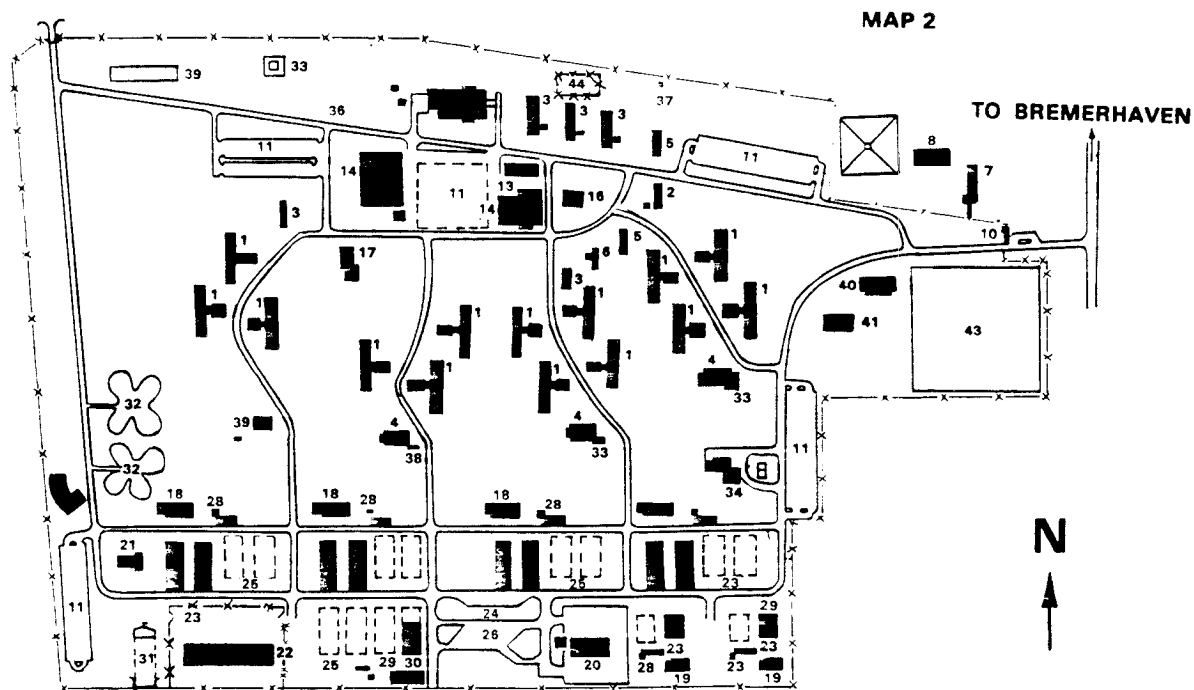 MAP 2
TO BREMERHAVEN
39 33 44 37
36 3 3 3 5 8
11 14 11 13 14 16 2 11 7
3 10
1 17 6 5 1 1
3 40
1 1 1 1 1 1 1 41 43
1 1 1 1 4 33
32
39 4 38 4 33 11
32 34
18 28 18 28 18 28
21 25 25 23
N
11 23 24 29
31 22 25 29 30 26 20 23 23
28 19 23 19